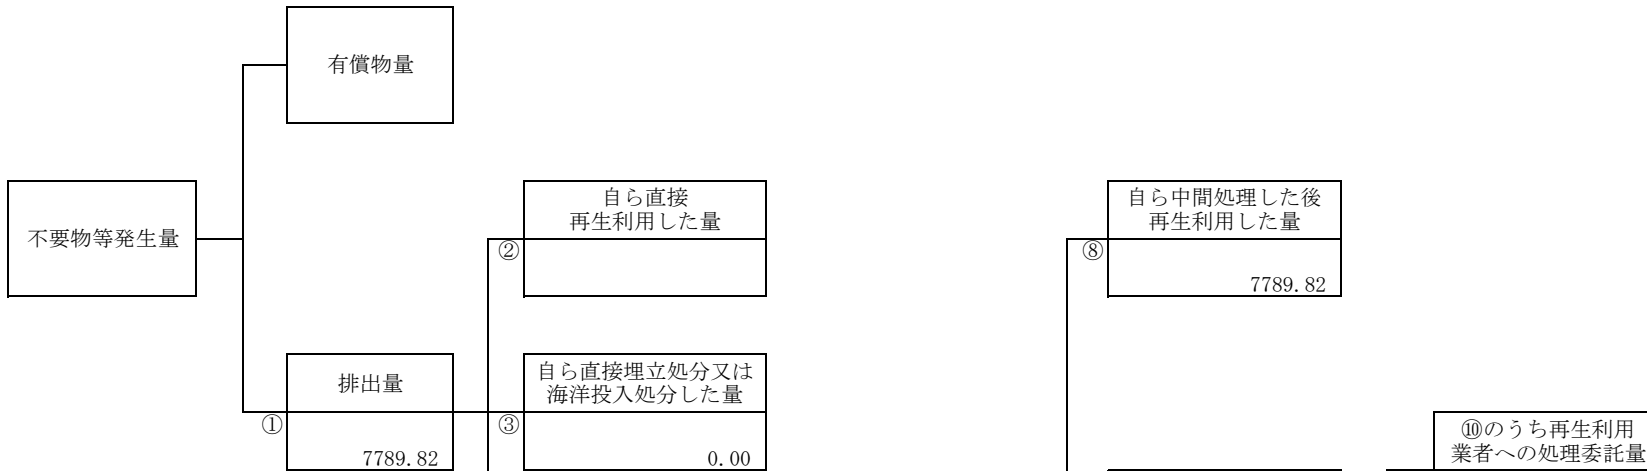 有償物量
不要物等発生量
自ら直接
再生利用した量
②
自ら中間処理した後
再生利用した量
⑧
7789.82
排出量
①
7789.82
自ら直接埋立処分又は
海洋投入処分した量
③
0.00
⑩のうち再生利用
業者への処理委託量